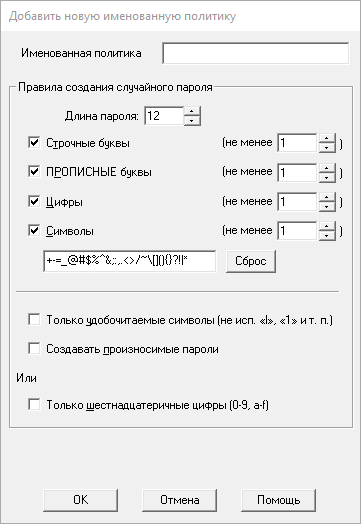 Добавить новую именованную политику
Именованная политика
Правила создания случайного пароля
Длина пароля: 12
Строчные буквы (не менее 1 )
ПРОПИСНЫЕ буквы (не менее 1 )
Цифры (не менее 1 )
Символы (не менее 1 )
+-=_@#$%^&;:,.<>/~\[](){}?!|* Сброс
Только удобочитаемые символы (не исп. «l», «1» и т. п.)
Создавать произносимые пароли
Или
Только шестнадцатеричные цифры (0-9, a-f)
OK Отмена Помощь